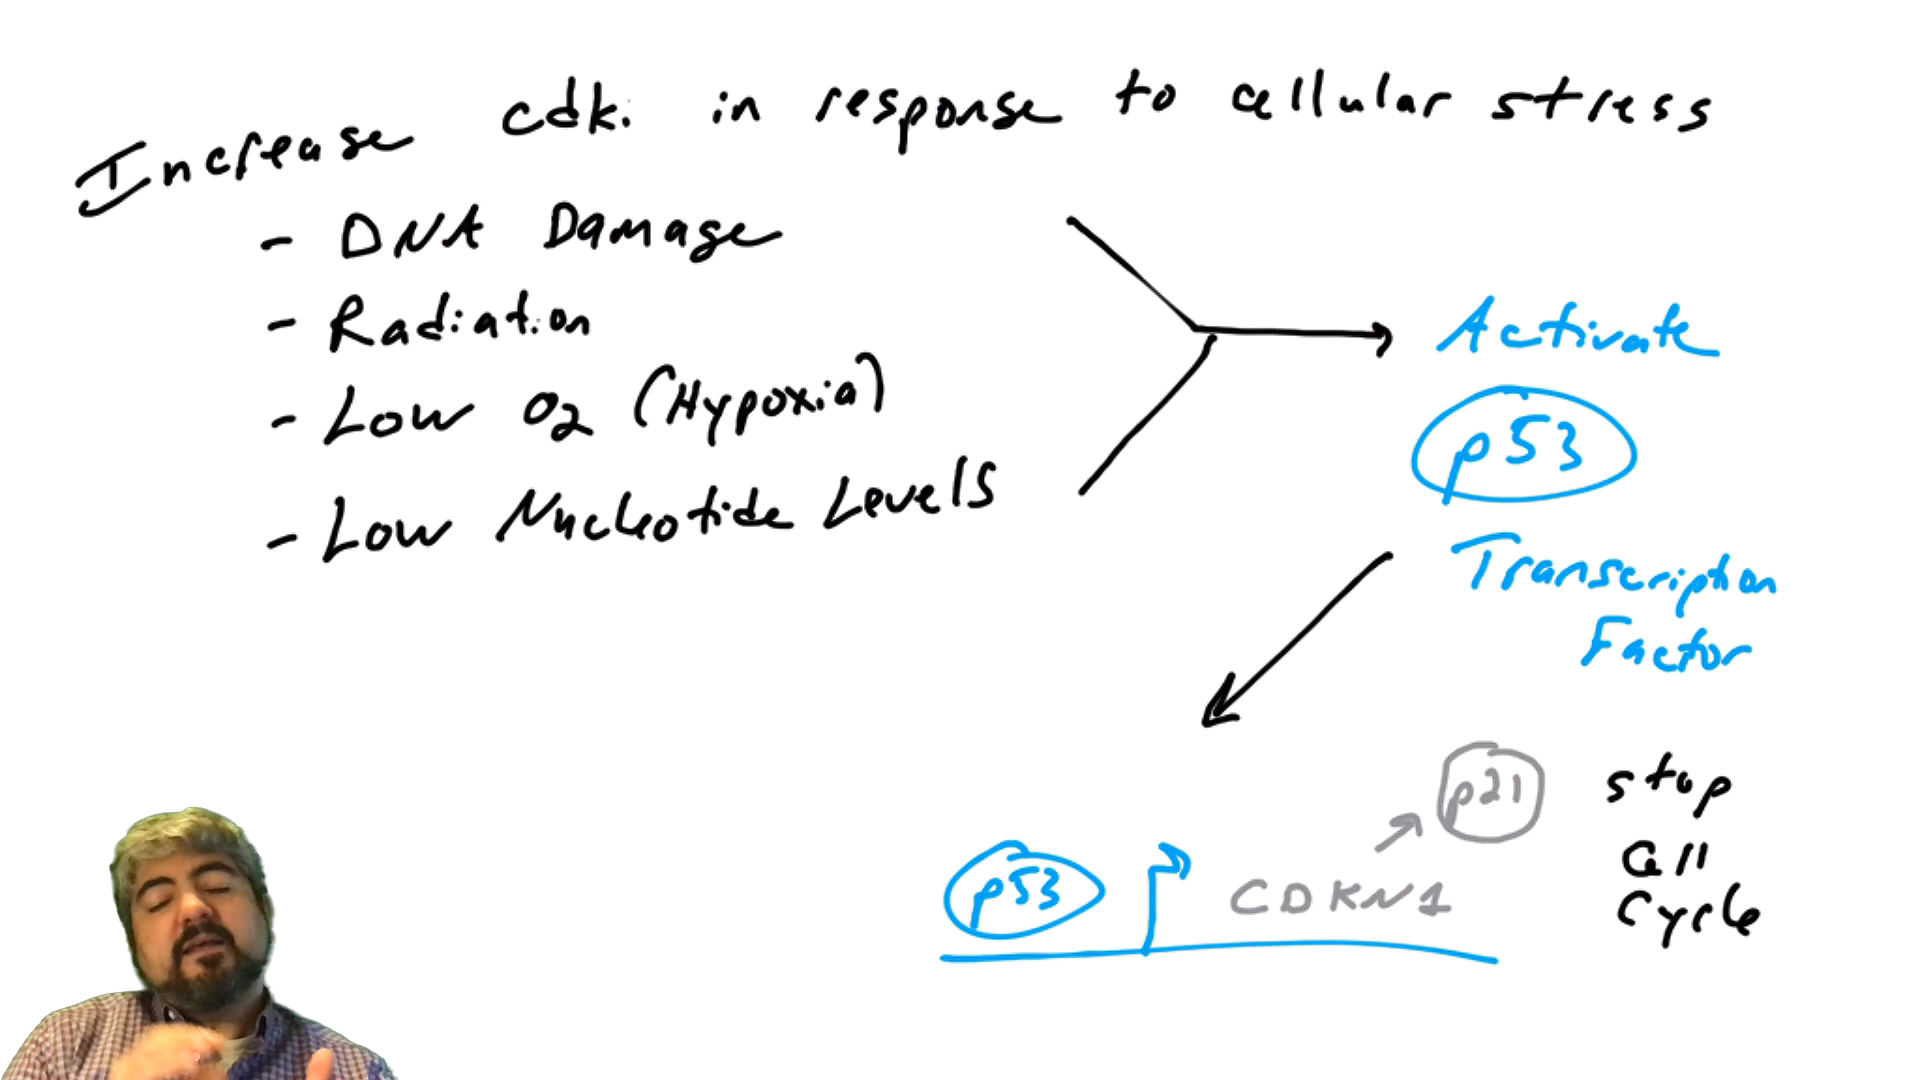 Increase cdki in response to cellular stress
- DNA Damage
- Radiation
- Low O2 (Hypoxia)
- Low Nucleotide Levels
Activate
p53
Transcription
Factor
p21
stop
cell
cycle
p53
CDKN1